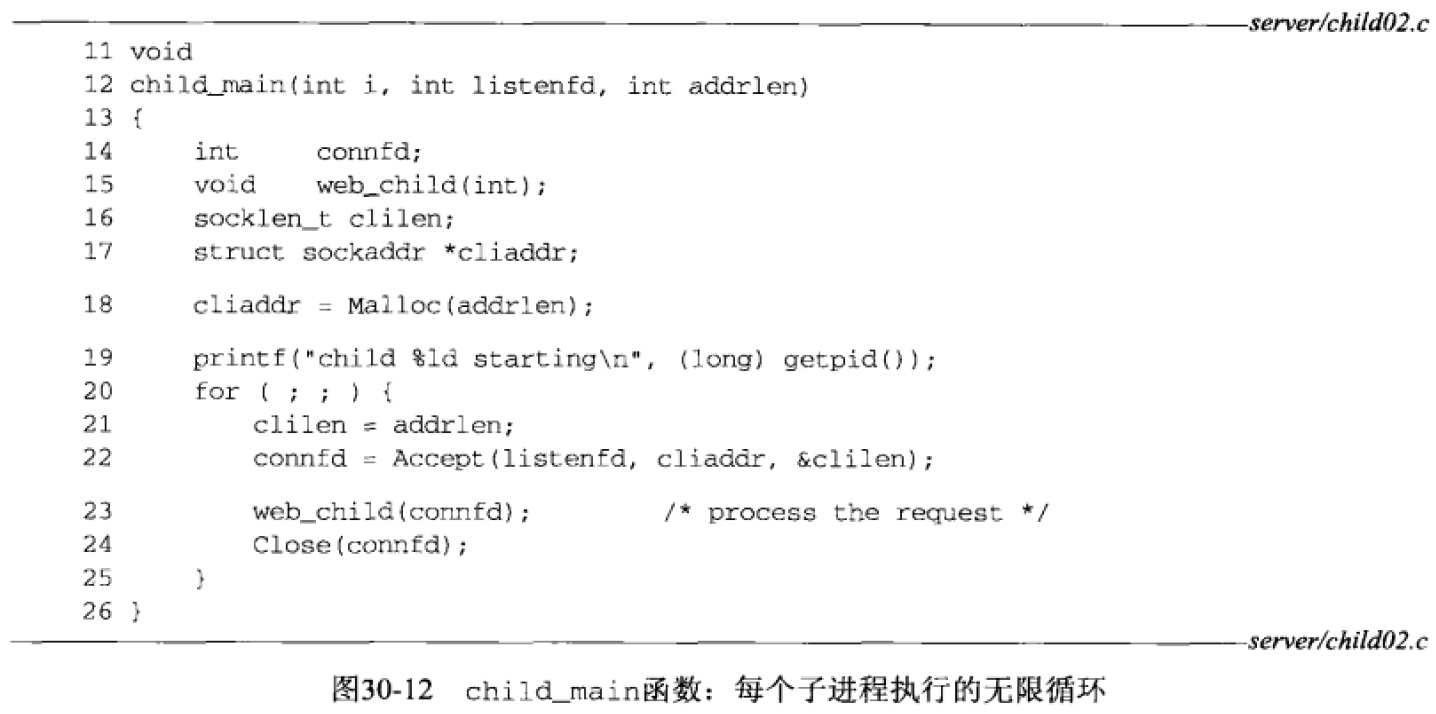 server/child02.c
11 void
12 child_main(int i, int listenfd, int addrlen)
13 {
14     int     connfd;
15     void    web_child(int);
16     socklen_t clilen;
17     struct sockaddr *cliaddr;
18     cliaddr = Malloc(addrlen);
19     printf("child %ld starting\n", (long) getpid());
20     for ( ; ; ) {
21         clilen = addrlen;
22         connfd = Accept(listenfd, cliaddr, &clilen);
23         web_child(connfd);         /* process the request */
24         Close(connfd);
25     }
26 }
server/child02.c
图30-12 child_main函数：每个子进程执行的无限循环